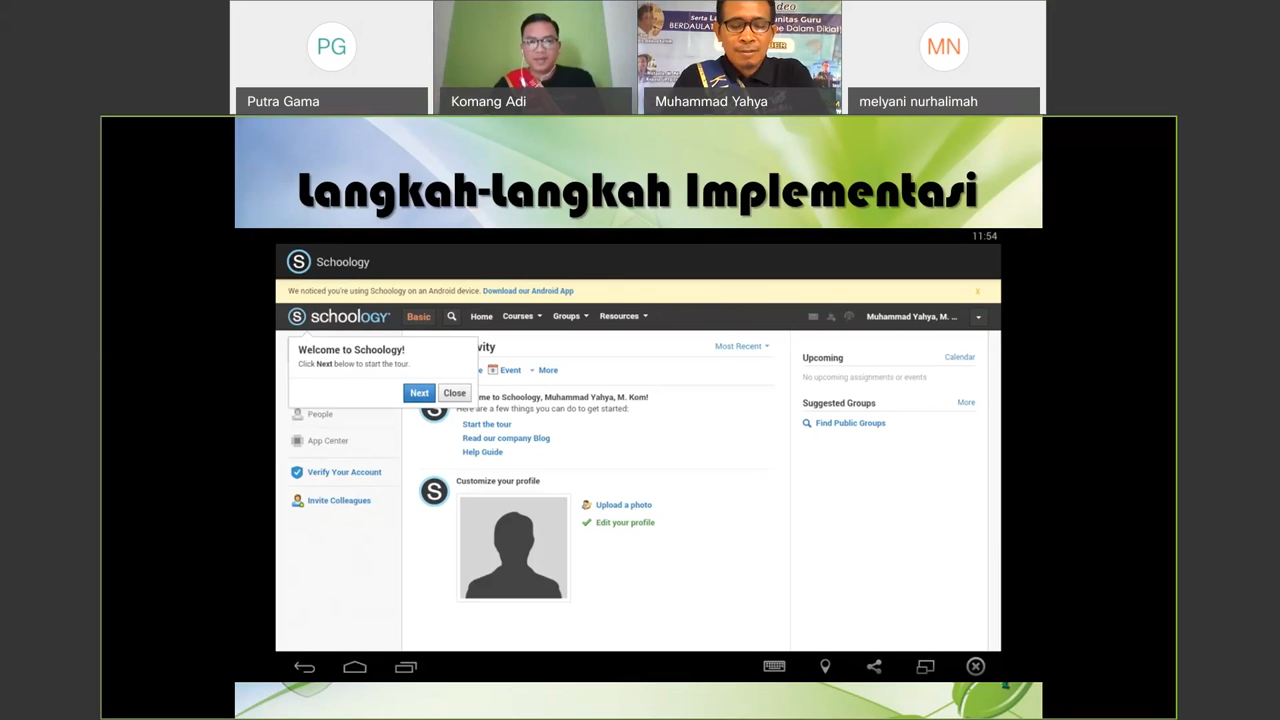 PG
Putra Gama
Komang Adi
BERDAULAT
Muhammad Yahya
MN
melyani nurhalimah
Langkah-Langkah Implementasi
11:54
S Schoology
We noticed you're using Schoology on an Android device. Download our Android App
S schoology Basic Home Courses Groups Resources Muhammad Yahya, M. ...
Welcome to Schoology!
Click Next below to start the tour.
Next Close
People
App Center
Verify Your Account
Invite Colleagues
vity Most Recent
Event More
me to Schoology, Muhammad Yahya, M. Kom!
Here are a few things you can do to get started:
Start the tour
Read our company Blog
Help Guide
S Customize your profile
Upload a photo
Edit your profile
Upcoming Calendar
No upcoming assignments or events
Suggested Groups More
Find Public Groups